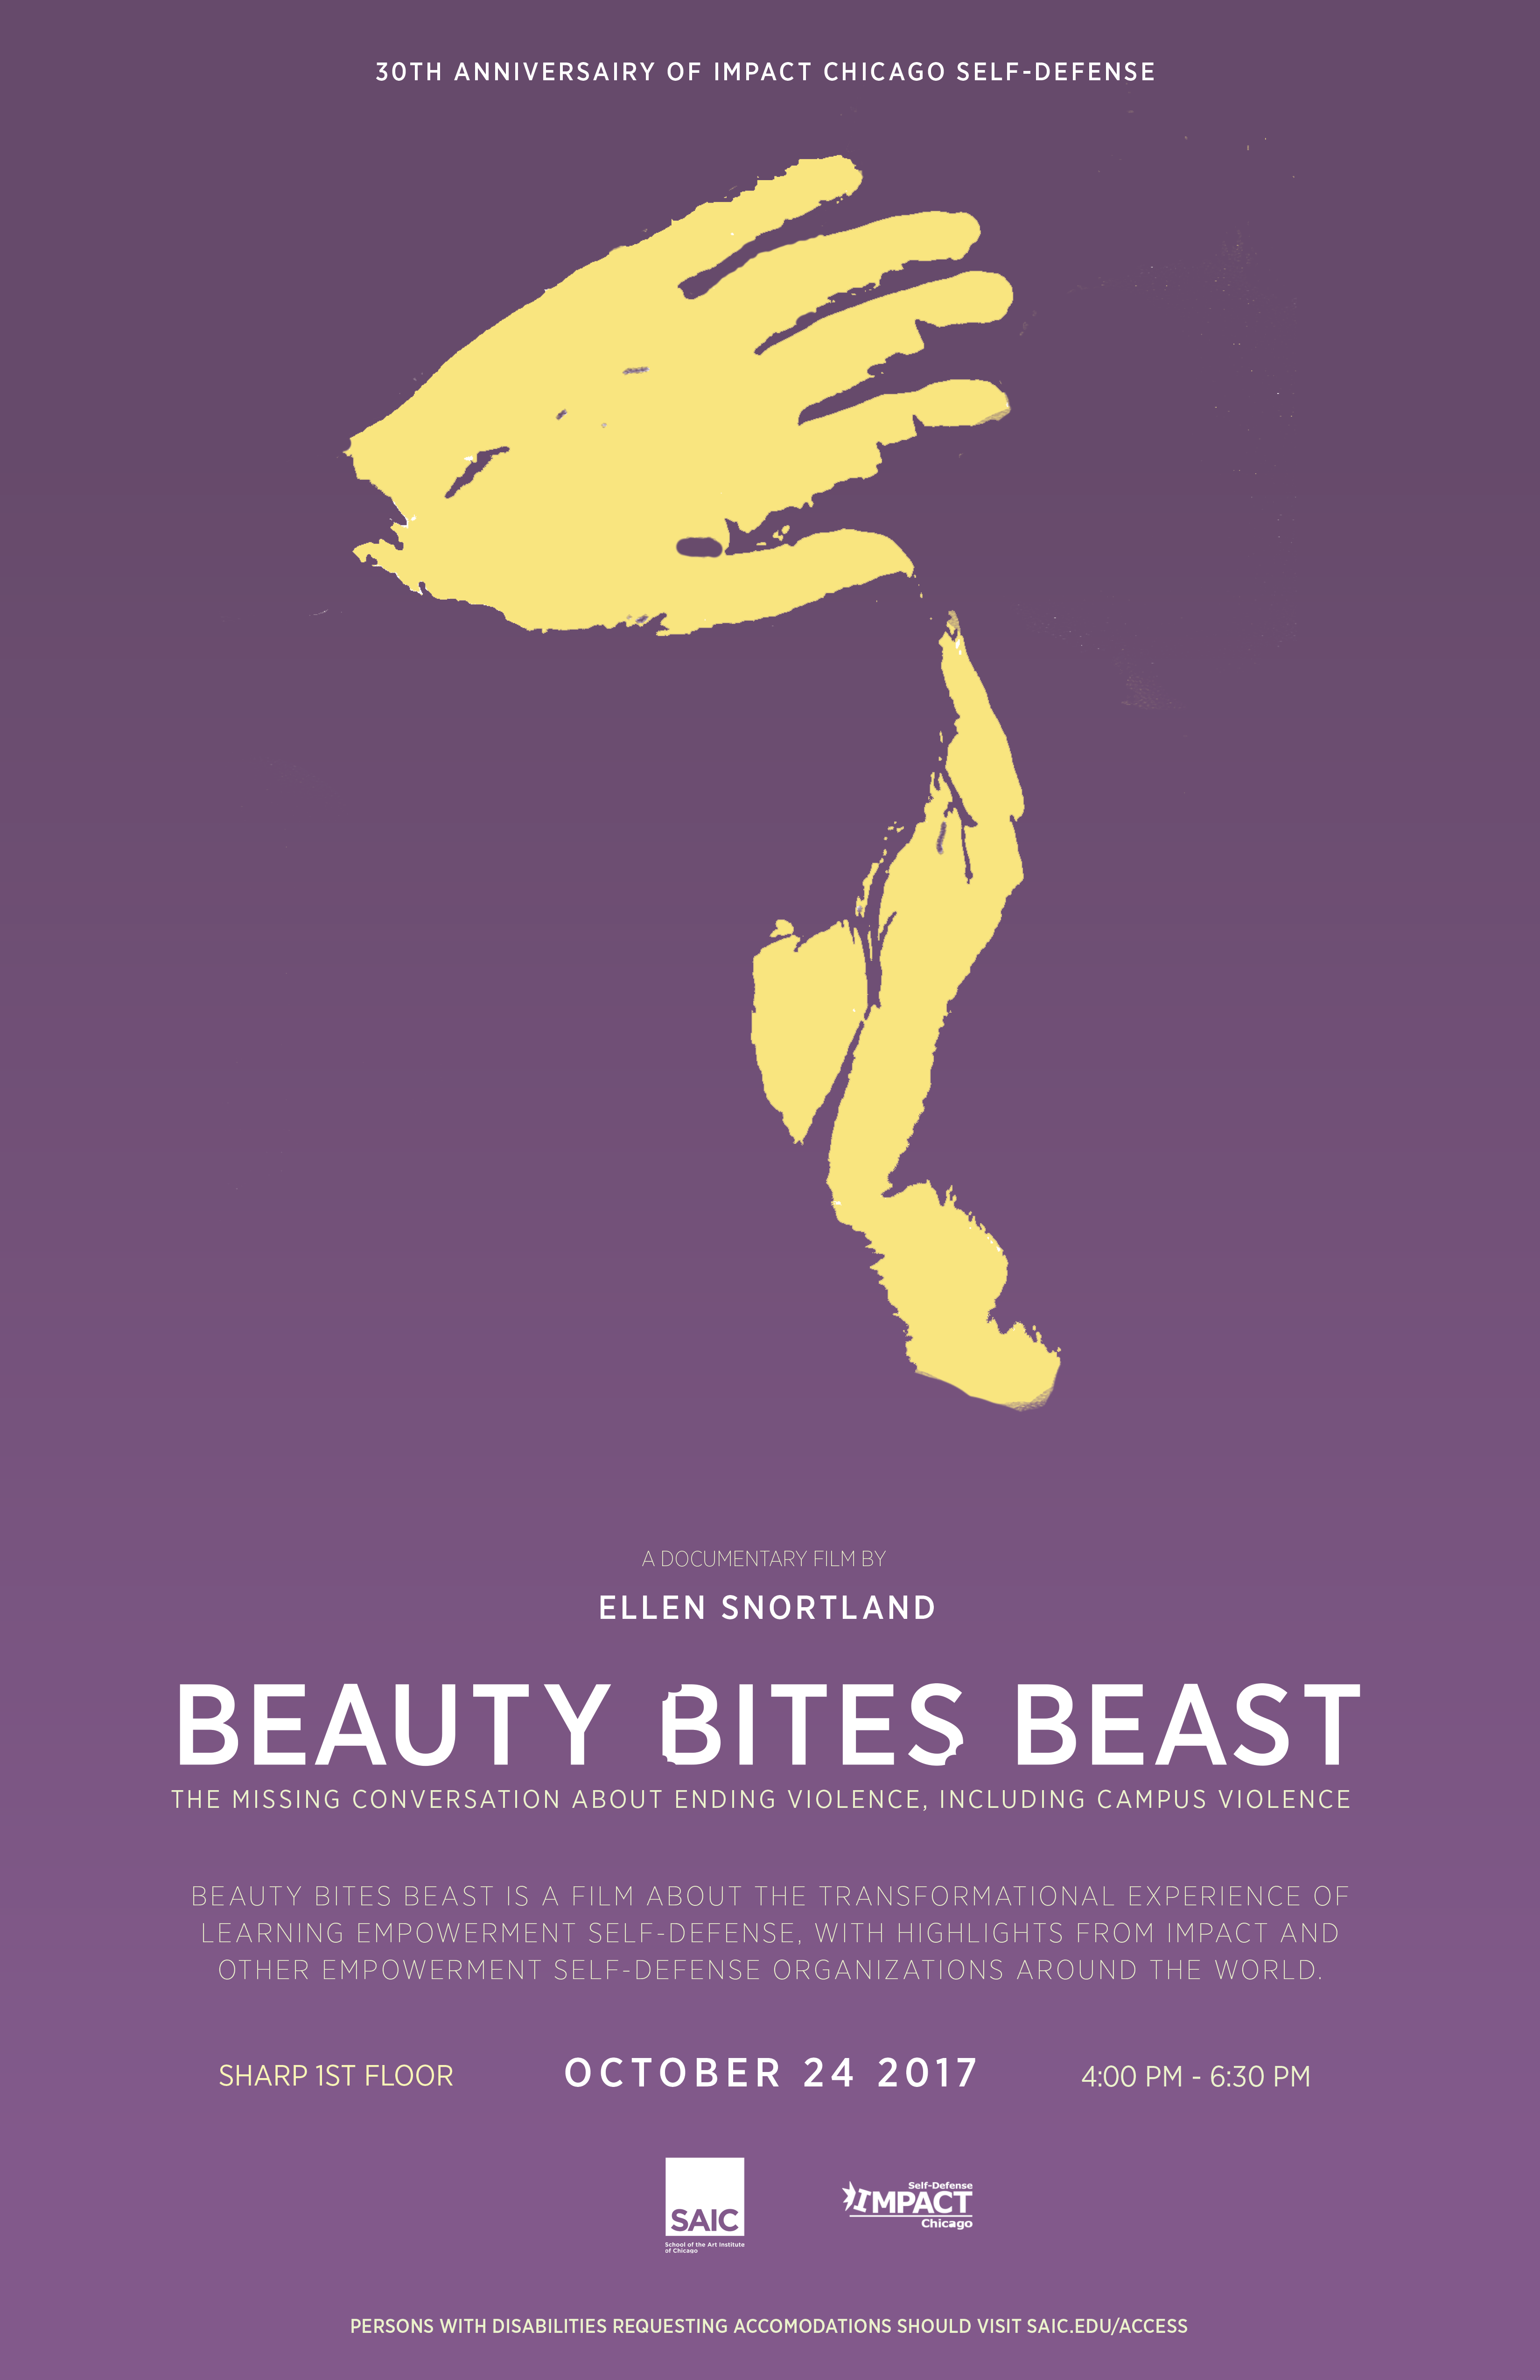 30TH ANNIVERSAIRY OF IMPACT CHICAGO SELF-DEFENSE
A DOCUMENTARY FILM BY
ELLEN SNORTLAND
BEAUTY BITES BEAST
THE MISSING CONVERSATION ABOUT ENDING VIOLENCE, INCLUDING CAMPUS VIOLENCE
BEAUTY BITES BEAST IS A FILM ABOUT THE TRANSFORMATIONAL EXPERIENCE OF
LEARNING EMPOWERMENT SELF-DEFENSE, WITH HIGHLIGHTS FROM IMPACT AND
OTHER EMPOWERMENT SELF-DEFENSE ORGANIZATIONS AROUND THE WORLD.
SHARP 1ST FLOOR
OCTOBER 24 2017
4:00 PM - 6:30 PM
SAIC
School of the Art Institute
of Chicago
Self-Defense
IMPACT
Chicago
PERSONS WITH DISABILITIES REQUESTING ACCOMODATIONS SHOULD VISIT SAIC.EDU/ACCESS